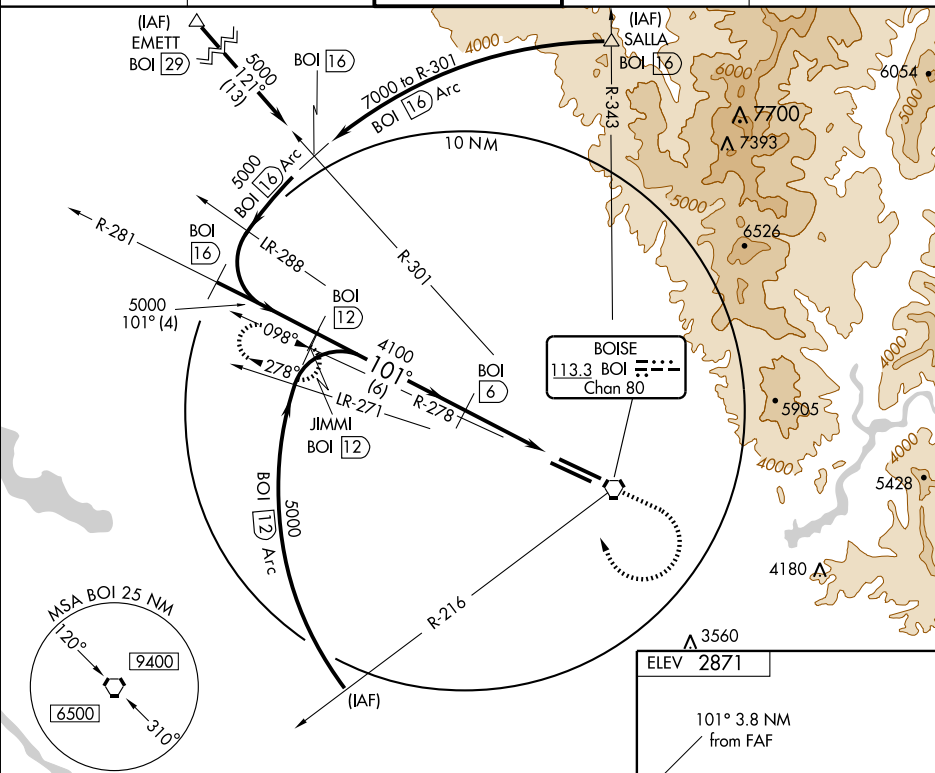 (IAF)
EMETT
BOI 29
5000
121°
(13)
BOI 16
7000 to R-301
BOI 16 Arc
4000
(IAF)
SALLA
BOI 16
R-343
6000
7700
7393
6054
5000
10 NM
5000
BOI 16 Arc
5000
6526
R-281
BOI
16
LR-288
R-301
5000
101° (4)
BOI
12
098°
278°
4100
101°
(6)
R-278
BOI
6
LR-271
JIMMI
BOI 12
BOISE
113.3 BOI
Chan 80
4000
5905
4000
4000
5428
BOI 12 Arc
5000
R-216
4180
3560
(IAF)
MSA BOI 25 NM
120°
9400
6500
310°
ELEV 2871
101° 3.8 NM
from FAF